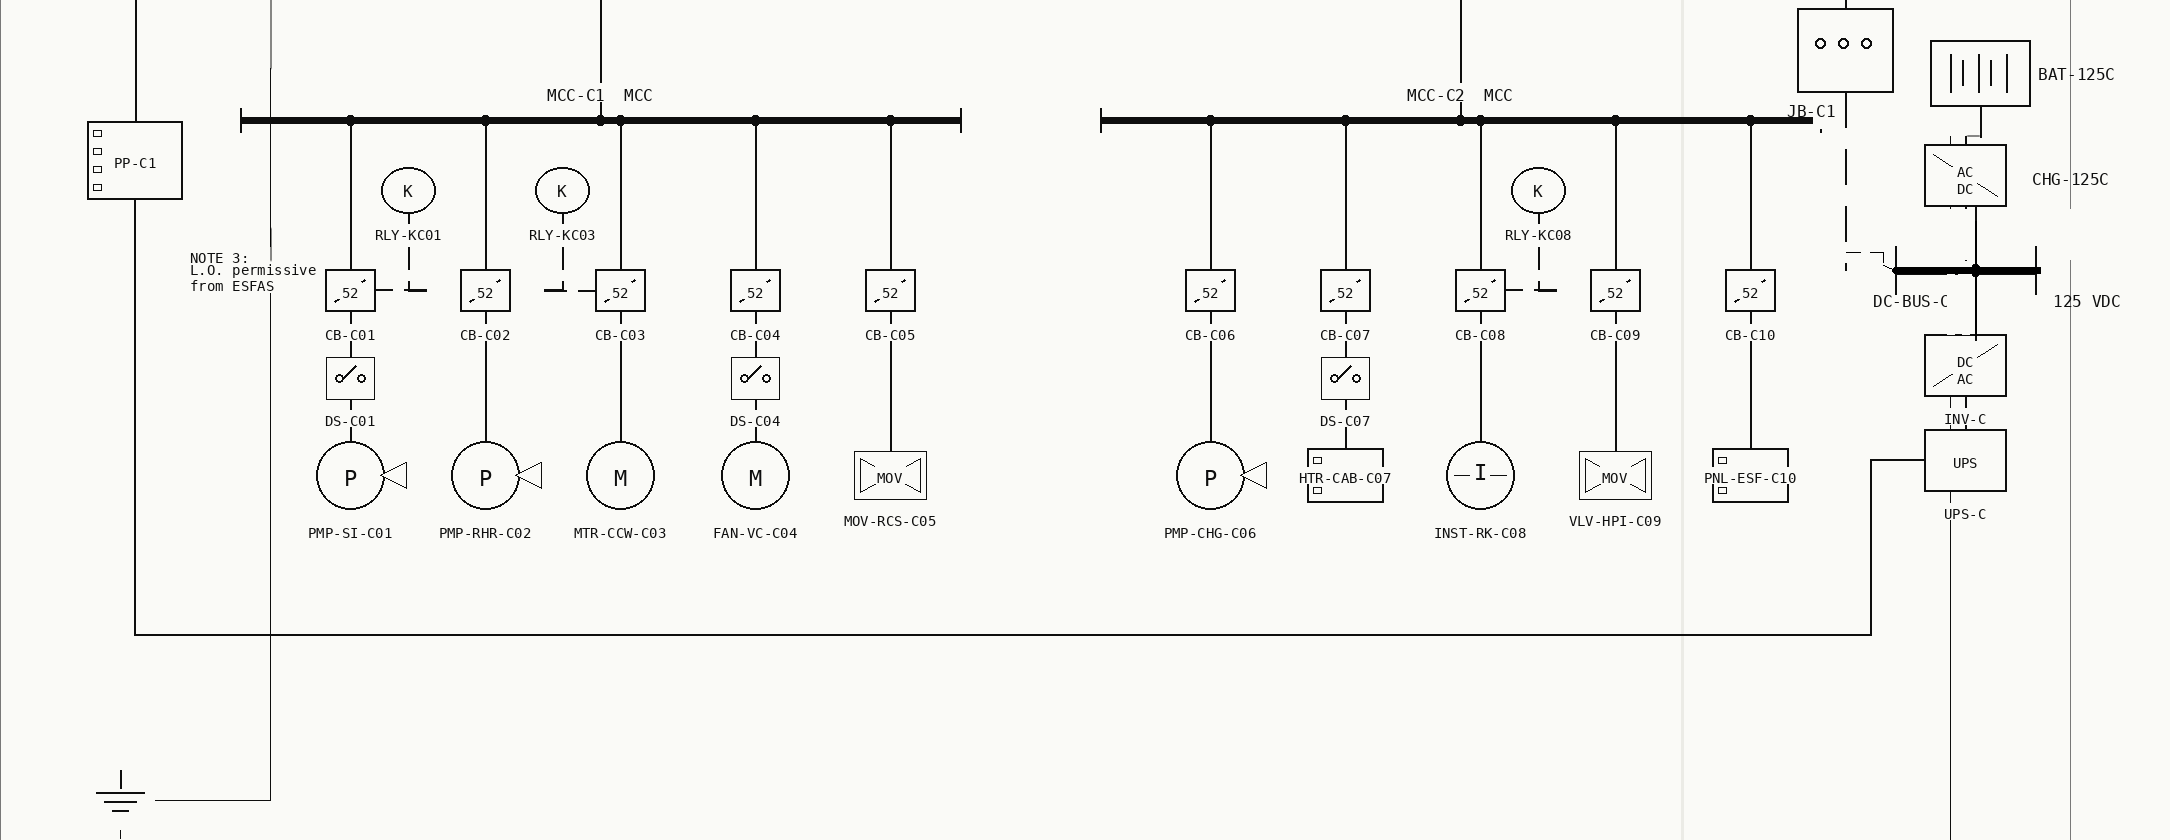 BAT-125C
MCC-C1 MCC
MCC-C2 MCC
JB-C1
PP-C1
AC
DC
CHG-125C
K
K
K
RLY-KC01
RLY-KC03
RLY-KC08
NOTE 3:
L.O. permissive
from ESFAS
52
52
52
52
52
52
52
52
52
52
DC-BUS-C
125 VDC
CB-C01
CB-C02
CB-C03
CB-C04
CB-C05
CB-C06
CB-C07
CB-C08
CB-C09
CB-C10
DC
AC
INV-C
DS-C01
DS-C04
DS-C07
UPS
P
P
M
M
MOV
P
HTR-CAB-C07
I
MOV
PNL-ESF-C10
UPS-C
PMP-SI-C01
PMP-RHR-C02
MTR-CCW-C03
FAN-VC-C04
MOV-RCS-C05
PMP-CHG-C06
INST-RK-C08
VLV-HPI-C09